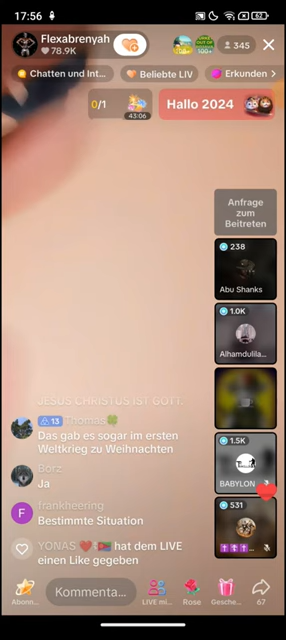 17:56
62
Flexabrenyah
78.9K
100+
345
Chatten und Int...
Beliebte LIV
Erkunden
0/1
43:06
Hallo 2024
Anfrage
zum
Beitreten
238
Abu Shanks
1.0K
Alhamdulila...
1.5K
BABYLON
531
JESUS CHRISTUS IST GOTT.
13 Thomas🍀
Das gab es sogar im ersten
Weltkrieg zu Weihnachten
Borz
Ja
F
frankheering
Bestimmte Situation
YONAS ❤️ 🇪🇷 hat dem LIVE
einen Like gegeben
Abonn...
Kommenta...
LIVE mi...
Rose
Gesche...
67